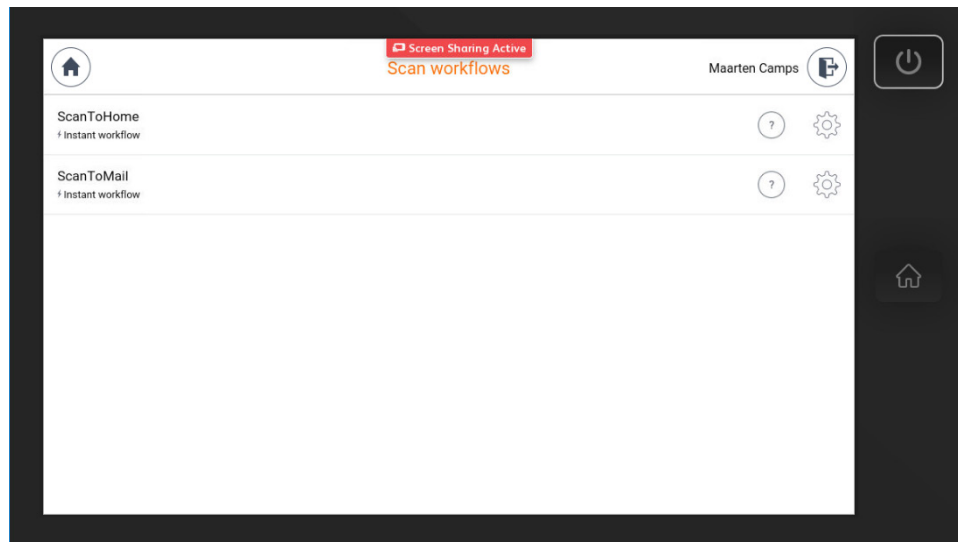 Screen Sharing Active
Scan workflows
Maarten Camps
ScanToHome
Instant workflow
?
ScanToMail
Instant workflow
?